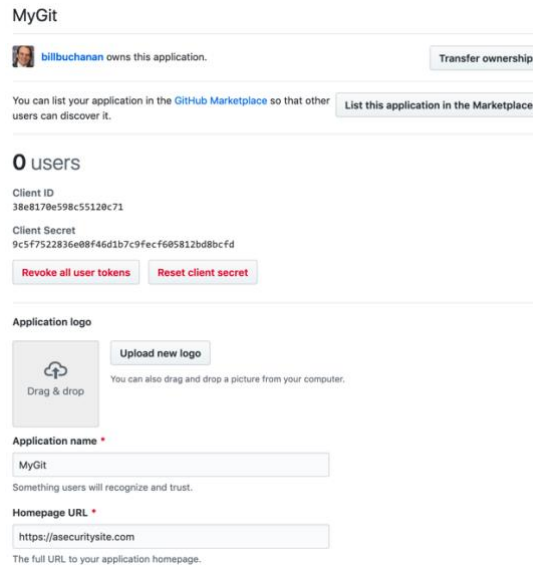 MyGit
billbuchanan owns this application.
Transfer ownership
You can list your application in the GitHub Marketplace so that other
users can discover it.
List this application in the Marketplace
0 users
Client ID
38e8170e598c55120c71
Client Secret
9c5f7522836e08f46d1b7c9fecf605812bd8bcfd
Revoke all user tokens
Reset client secret
Application logo
Drag & drop
Upload new logo
You can also drag and drop a picture from your computer.
Application name *
MyGit
Something users will recognize and trust.
Homepage URL *
https://asecuritysite.com
The full URL to your application homepage.